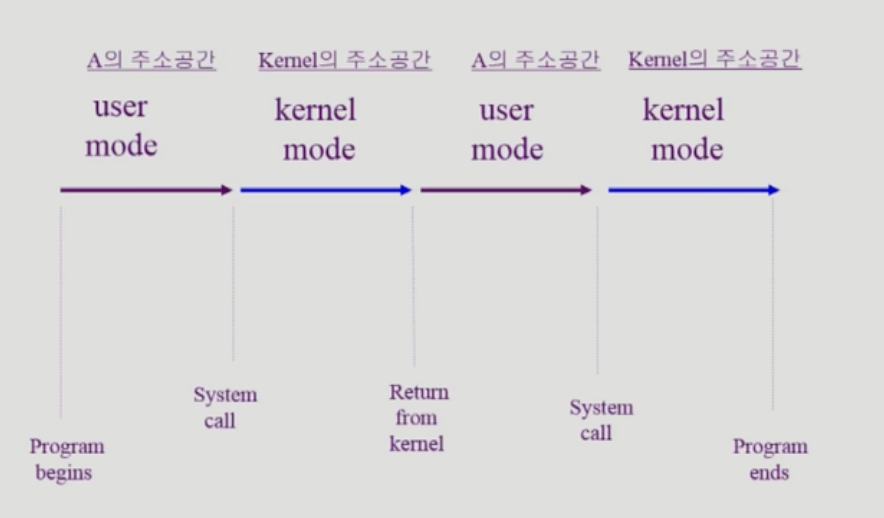 A의 주소공간
Kernel의 주소공간
A의 주소공간
Kernel의 주소공간
user
mode
kernel
mode
user
mode
kernel
mode
Program
begins
System
call
Return
from
kernel
System
call
Program
ends